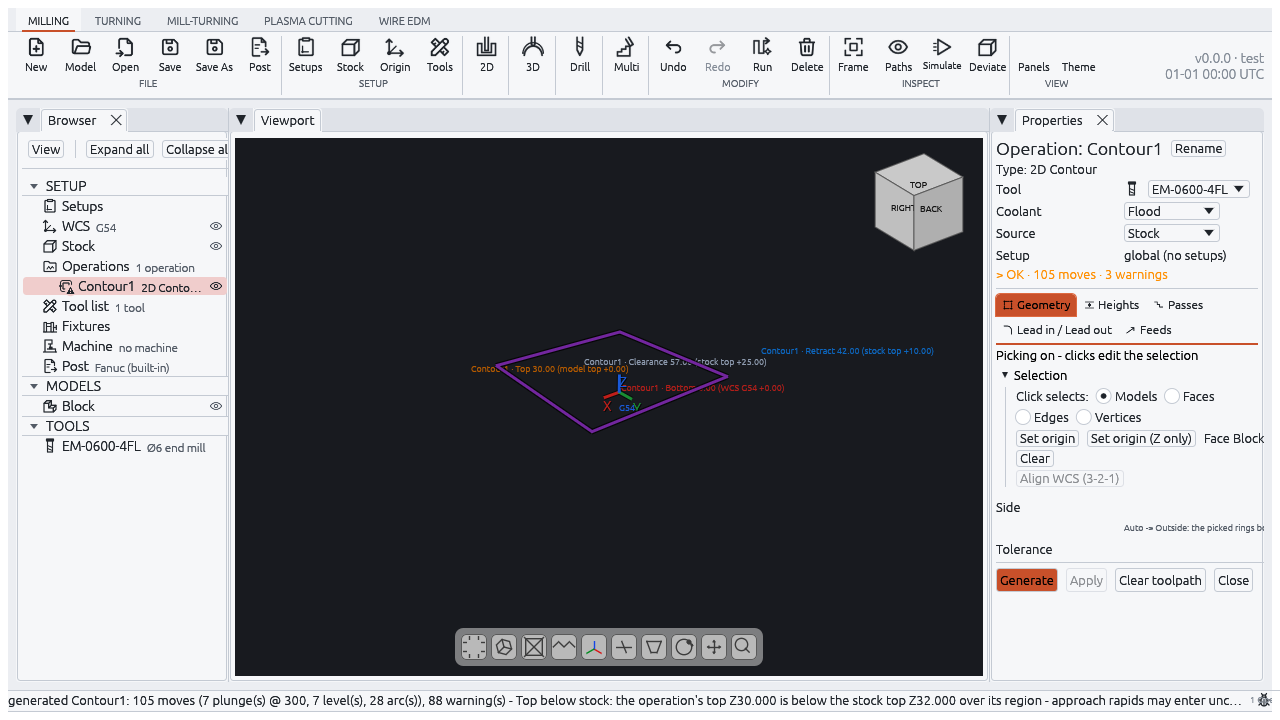 MILLING TURNING MILL-TURNING PLASMA CUTTING WIRE EDM
New Model Open Save Save As Post Setups Stock Origin Tools 2D 3D Drill Multi Undo Redo Run Delete Frame Paths Simulate Deviate Panels Theme
FILE SETUP MODIFY INSPECT VIEW
v0.0.0 · test
01-01 00:00 UTC
Browser
View Expand all Collapse al
SETUP
Setups
WCS G54
Stock
Operations 1 operation
Contour1 2D Conto…
Tool list 1 tool
Fixtures
Machine no machine
Post Fanuc (built-in)
MODELS
Block
TOOLS
EM-0600-4FL Ø6 end mill
Viewport
TOP
RIGHT BACK
Contour1 · Retract 42.00 (stock top +10.00)
Contour1 · Clearance 57.00 (stock top +25.00)
Contour1 · Top 30.00 (model top +0.00)
Contour1 · Bottom 0.00 (WCS G54 +0.00)
Z
X G54 Y
Properties
Operation: Contour1 Rename
Type: 2D Contour
Tool EM-0600-4FL
Coolant Flood
Source Stock
Setup global (no setups)
> OK · 105 moves · 3 warnings
Geometry Heights Passes
Lead in / Lead out Feeds
Picking on - clicks edit the selection
Selection
Click selects: Models Faces
Edges Vertices
Set origin Set origin (Z only) Face Block
Clear
Align WCS (3-2-1)
Side
Auto -> Outside: the picked rings bo
Tolerance
Generate Apply Clear toolpath Close
generated Contour1: 105 moves (7 plunge(s) @ 300, 7 level(s), 28 arc(s)), 88 warning(s) - Top below stock: the operation's top Z30.000 is below the stock top Z32.000 over its region - approach rapids may enter unc…